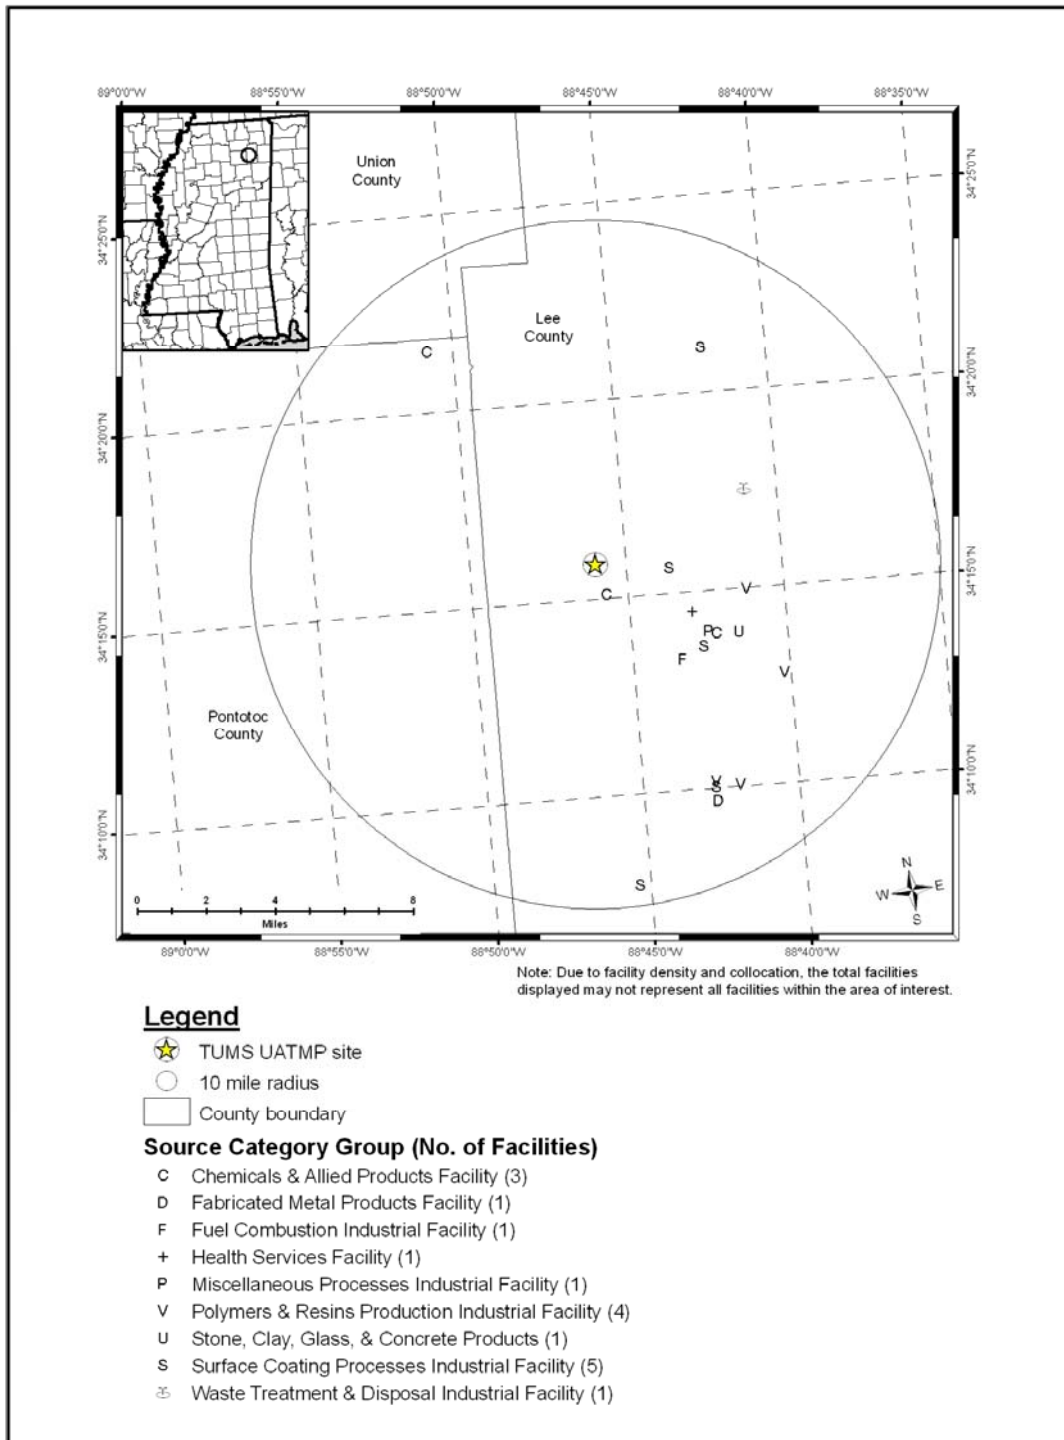 89°0'0"W 88°55'0"W 88°50'0"W 88°45'0"W 88°40'0"W 88°35'0"W
34°25'0"N
34°20'0"N
34°15'0"N
34°10'0"N
34°25'0"N
34°20'0"N
34°15'0"N
34°10'0"N
Union
County
Lee
County
C
S
S
C
V
+
P C U
S
F
V
V V
S
D
Pontotoc
County
S
N
W E
S
0 2 4 6 8
Miles
89°0'0"W 88°55'0"W 88°50'0"W 88°45'0"W 88°40'0"W
Note: Due to facility density and collocation, the total facilities
displayed may not represent all facilities within the area of interest.
Legend
TUMS UATMP site
10 mile radius
County boundary
Source Category Group (No. of Facilities)
C Chemicals & Allied Products Facility (3)
D Fabricated Metal Products Facility (1)
F Fuel Combustion Industrial Facility (1)
+ Health Services Facility (1)
P Miscellaneous Processes Industrial Facility (1)
V Polymers & Resins Production Industrial Facility (4)
U Stone, Clay, Glass, & Concrete Products (1)
S Surface Coating Processes Industrial Facility (5)
Waste Treatment & Disposal Industrial Facility (1)